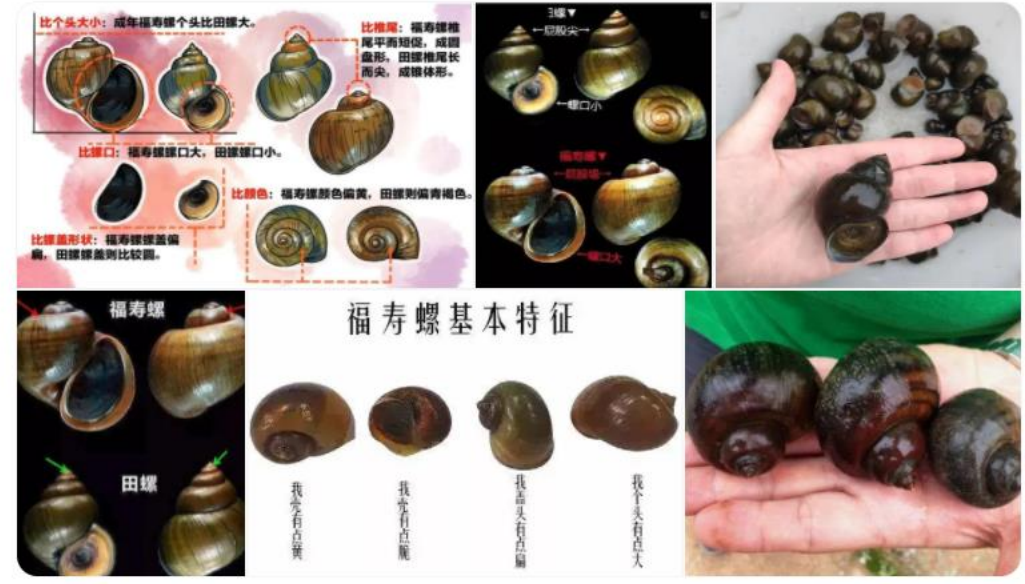 比个头大小：成年福寿螺个头比田螺大。
比椎尾：福寿螺椎
尾平而短促，成圆
盘形，田螺椎尾长
而尖，成锥体形。
比螺口：福寿螺螺口大，田螺螺口小。
比颜色：福寿螺颜色偏黄，田螺则偏青褐色。
比螺盖形状：福寿螺螺盖偏
扁，田螺螺盖则比较圆。
螺▼
←屁股尖→
←螺口小
福寿螺▼
←屁股塌→
←螺口大
福寿螺
田螺
福寿螺基本特征
我壳有点黄
我壳有点脆
我盖头有点扁
我个头有点大